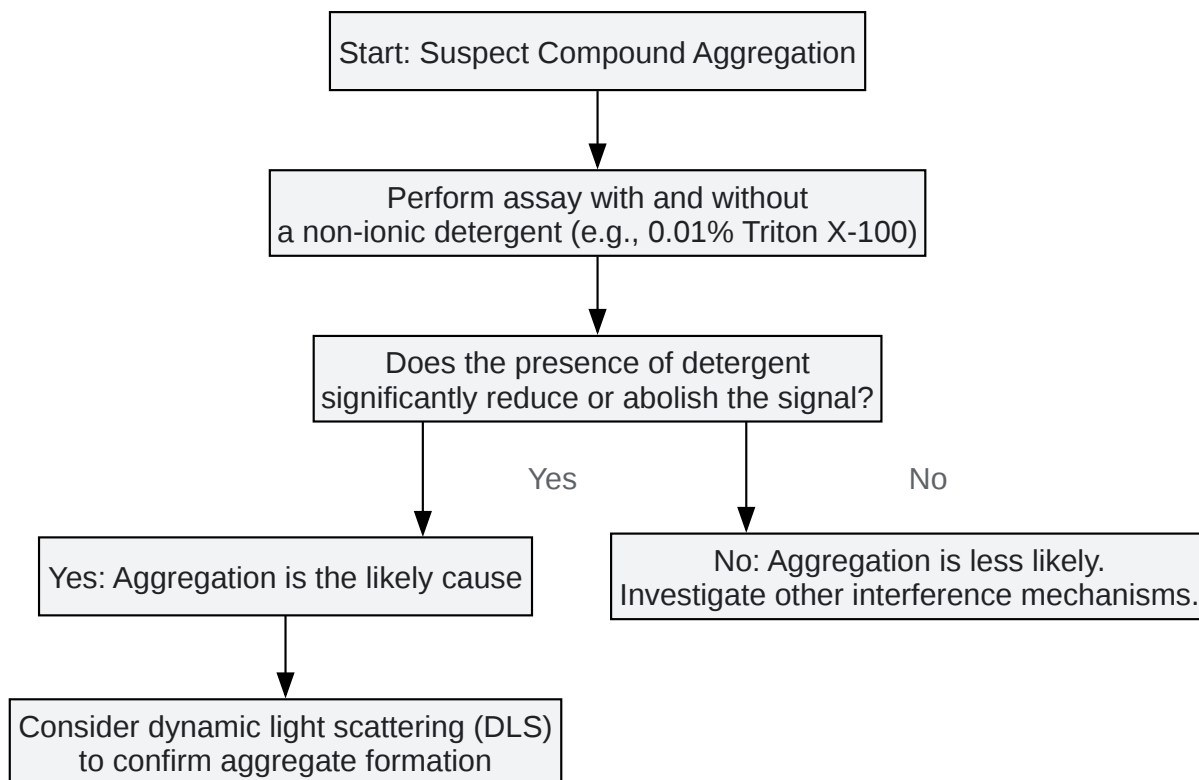 Start: Suspect Compound Aggregation
Perform assay with and without
a non-ionic detergent (e.g., 0.01% Triton X-100)
Does the presence of detergent
significantly reduce or abolish the signal?
Yes
No
Yes: Aggregation is the likely cause
No: Aggregation is less likely.
Investigate other interference mechanisms.
Consider dynamic light scattering (DLS)
to confirm aggregate formation